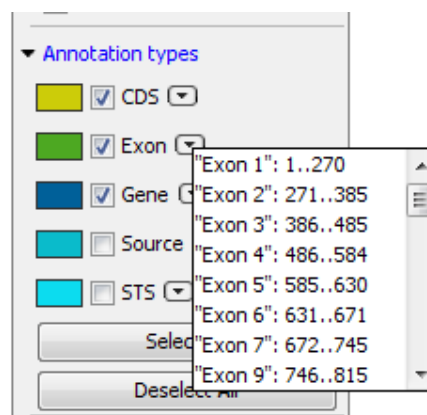 Annotation types
CDS
Exon
"Exon 1": 1..270
Gene
"Exon 2": 271..385
"Exon 3": 386..485
Source
"Exon 4": 486..584
"Exon 5": 585..630
STS
"Exon 6": 631..671
"Exon 7": 672..745
"Exon 9": 746..815
Deselect All